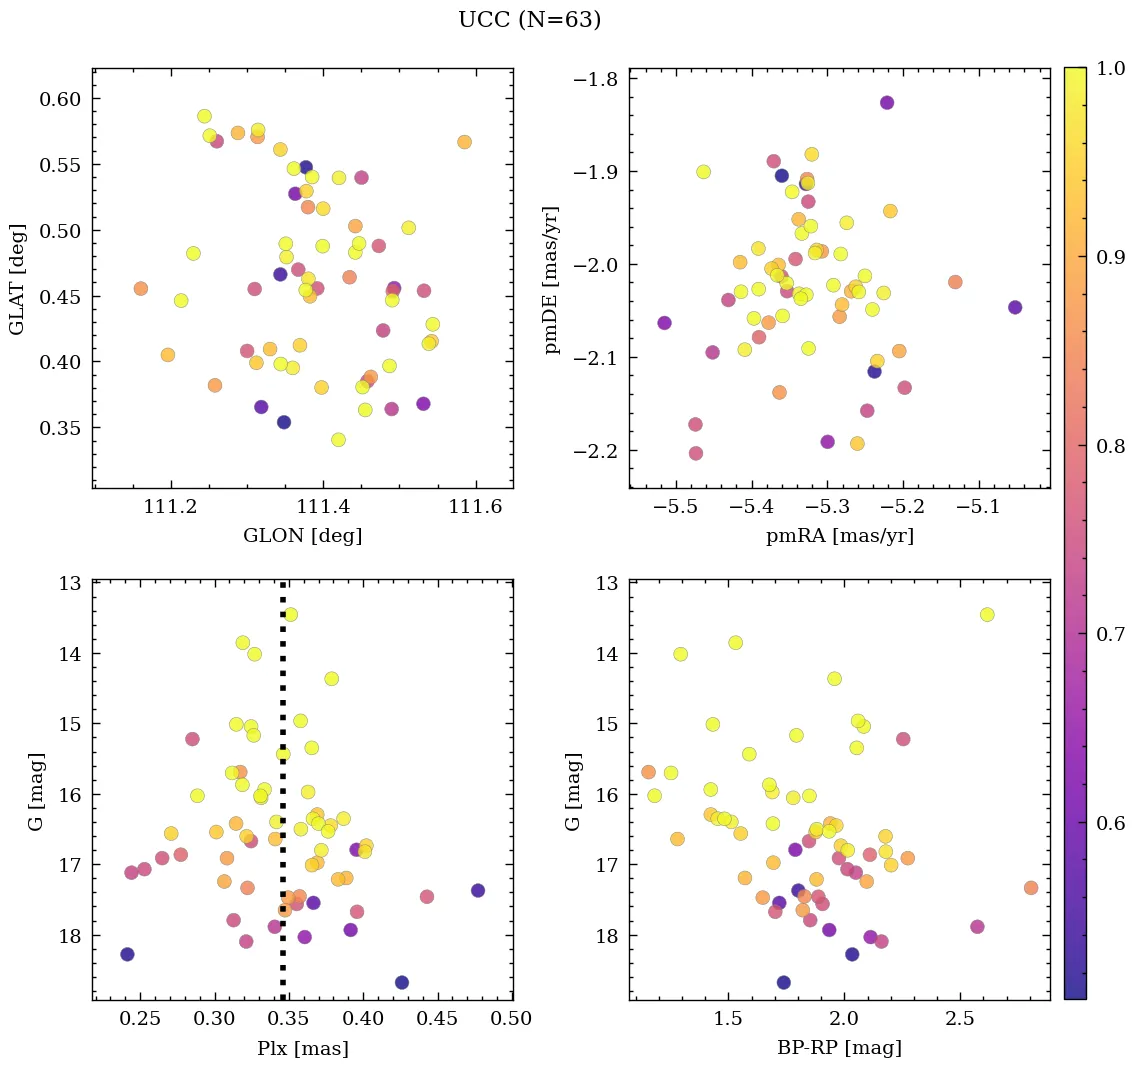 UCC (N=63)
0.60
0.55
0.50
0.45
0.40
0.35
GLAT [deg]
111.2 111.4 111.6
GLON [deg]
−1.8
−1.9
−2.0
−2.1
−2.2
pmDE [mas/yr]
−5.5 −5.4 −5.3 −5.2 −5.1
pmRA [mas/yr]
13
14
15
16
17
18
G [mag]
0.25 0.30 0.35 0.40 0.45 0.50
Plx [mas]
13
14
15
16
17
18
G [mag]
1.5 2.0 2.5
BP-RP [mag]
1.0
0.9
0.8
0.7
0.6